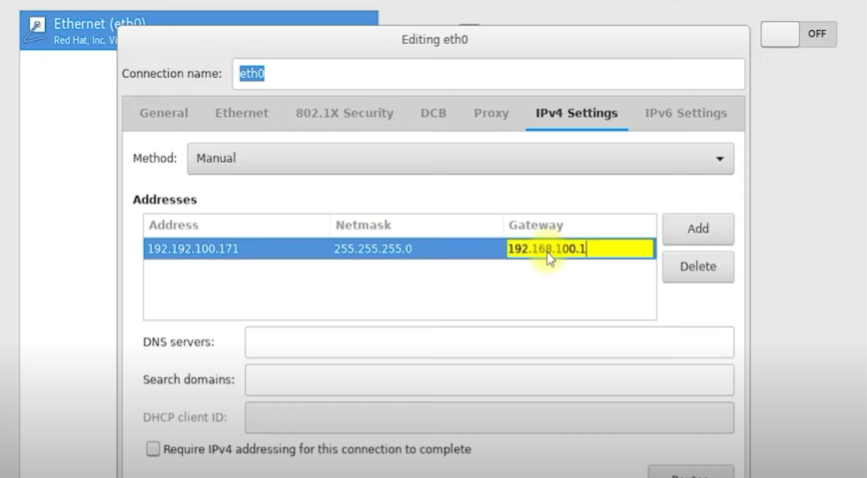 Ethernet (eth0)
Red Hat, Inc. Vi
OFF
Editing eth0
Connection name: eth0
General Ethernet 802.1X Security DCB Proxy IPv4 Settings IPv6 Settings
Method: Manual
Addresses
Address Netmask Gateway
192.192.100.171 255.255.255.0 192.168.100.1
Add
Delete
DNS servers:
Search domains:
DHCP client ID:
Require IPv4 addressing for this connection to complete